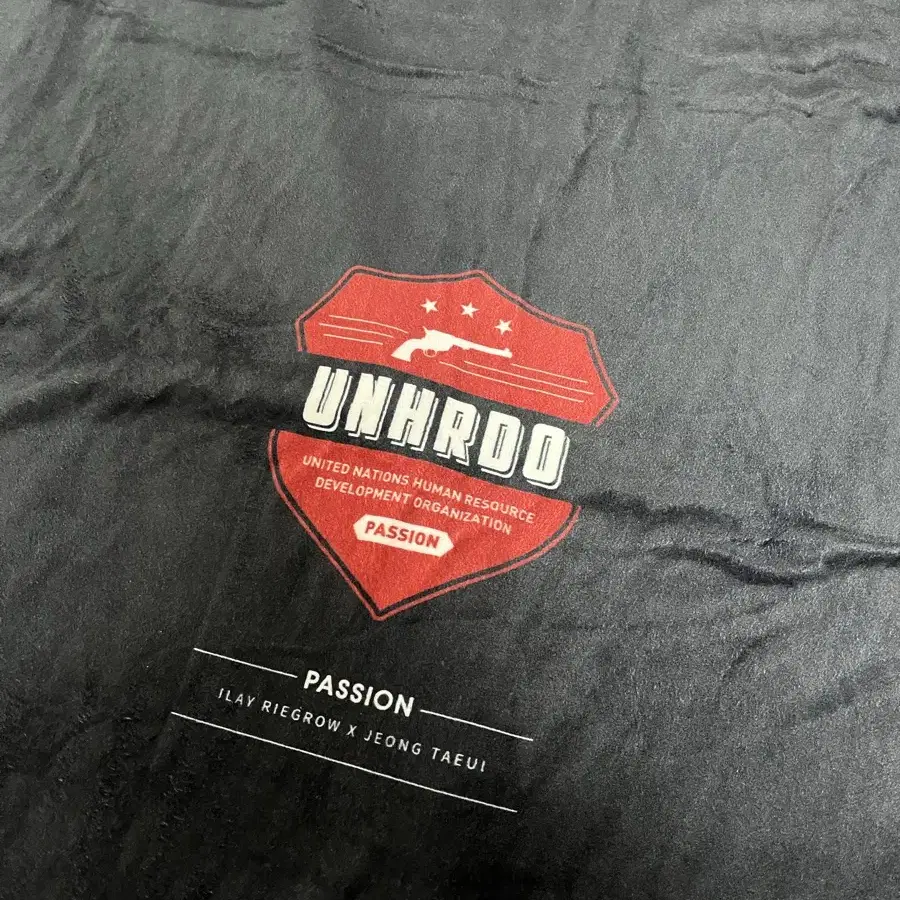 UNHRDO
UNITED NATIONS HUMAN RESOURCE
DEVELOPMENT ORGANIZATION
PASSION
PASSION
ILAY RIEGROW X JEONG TAEUI